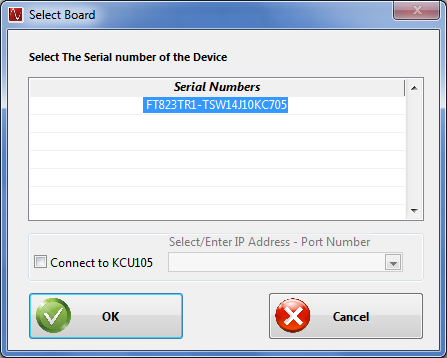 Select Board
Select The Serial number of the Device
Serial Numbers
FT823TR1-TSW14J10KC705
Select/Enter IP Address - Port Number
Connect to KCU105
OK
Cancel